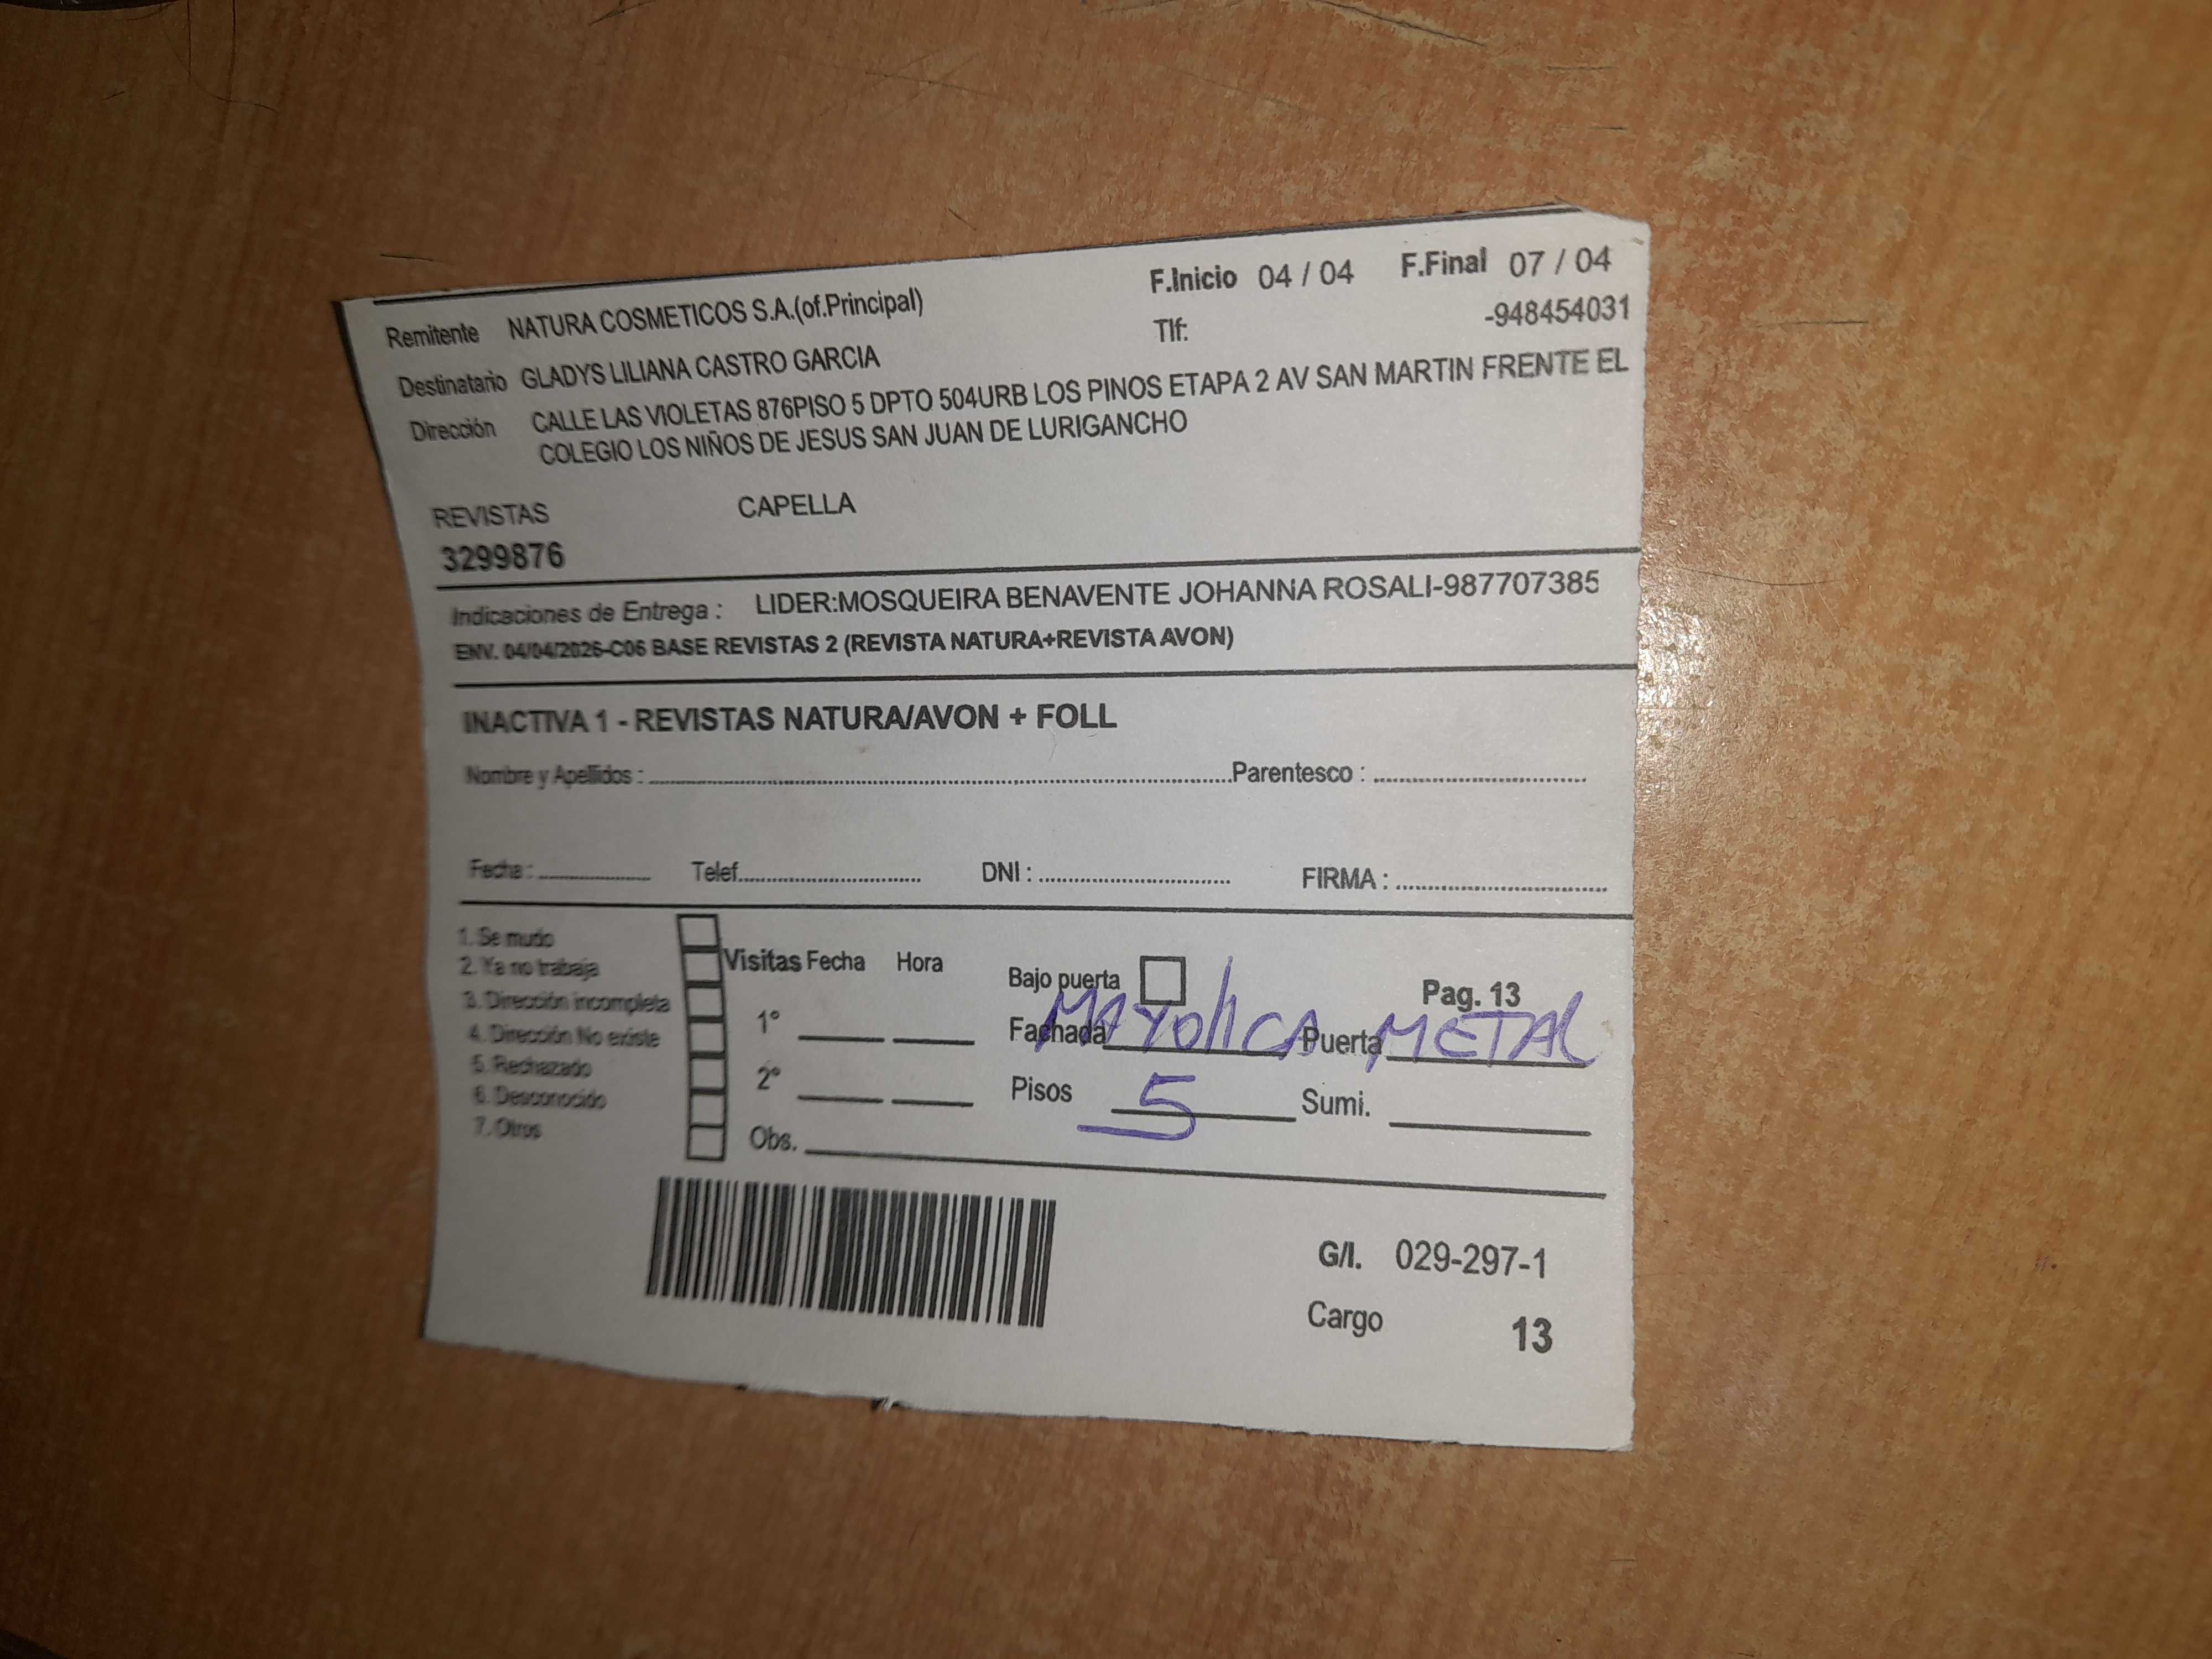 F.Inicio 04 / 04 F.Final 07 / 04
Remitente NATURA COSMETICOS S.A.(of.Principal) Tlf: -948454031
Destinatario GLADYS LILIANA CASTRO GARCIA
Dirección CALLE LAS VIOLETAS 876PISO 5 DPTO 504URB LOS PINOS ETAPA 2 AV SAN MARTIN FRENTE EL
COLEGIO LOS NIÑOS DE JESUS SAN JUAN DE LURIGANCHO
REVISTAS CAPELLA
3299876
Indicaciones de Entrega : LIDER:MOSQUEIRA BENAVENTE JOHANNA ROSALI-987707385
ENV. 04/04/2026-C06 BASE REVISTAS 2 (REVISTA NATURA+REVISTA AVON)
INACTIVA 1 - REVISTAS NATURA/AVON + FOLL
Nombre y Apellidos : Parentesco :
Fecha : Telef. DNI : FIRMA :
1. Se mudo
2. Ya no trabaja
3. Dirección incompleta
4. Dirección No existe
5. Rechazado
6. Desconocido
7. Otros
Visitas Fecha Hora
1°
2°
Obs.
Bajo puerta Pag. 13
Fachada MAYOlICA Puerta METAL
Pisos 5 Sumi.
G/I. 029-297-1
Cargo 13